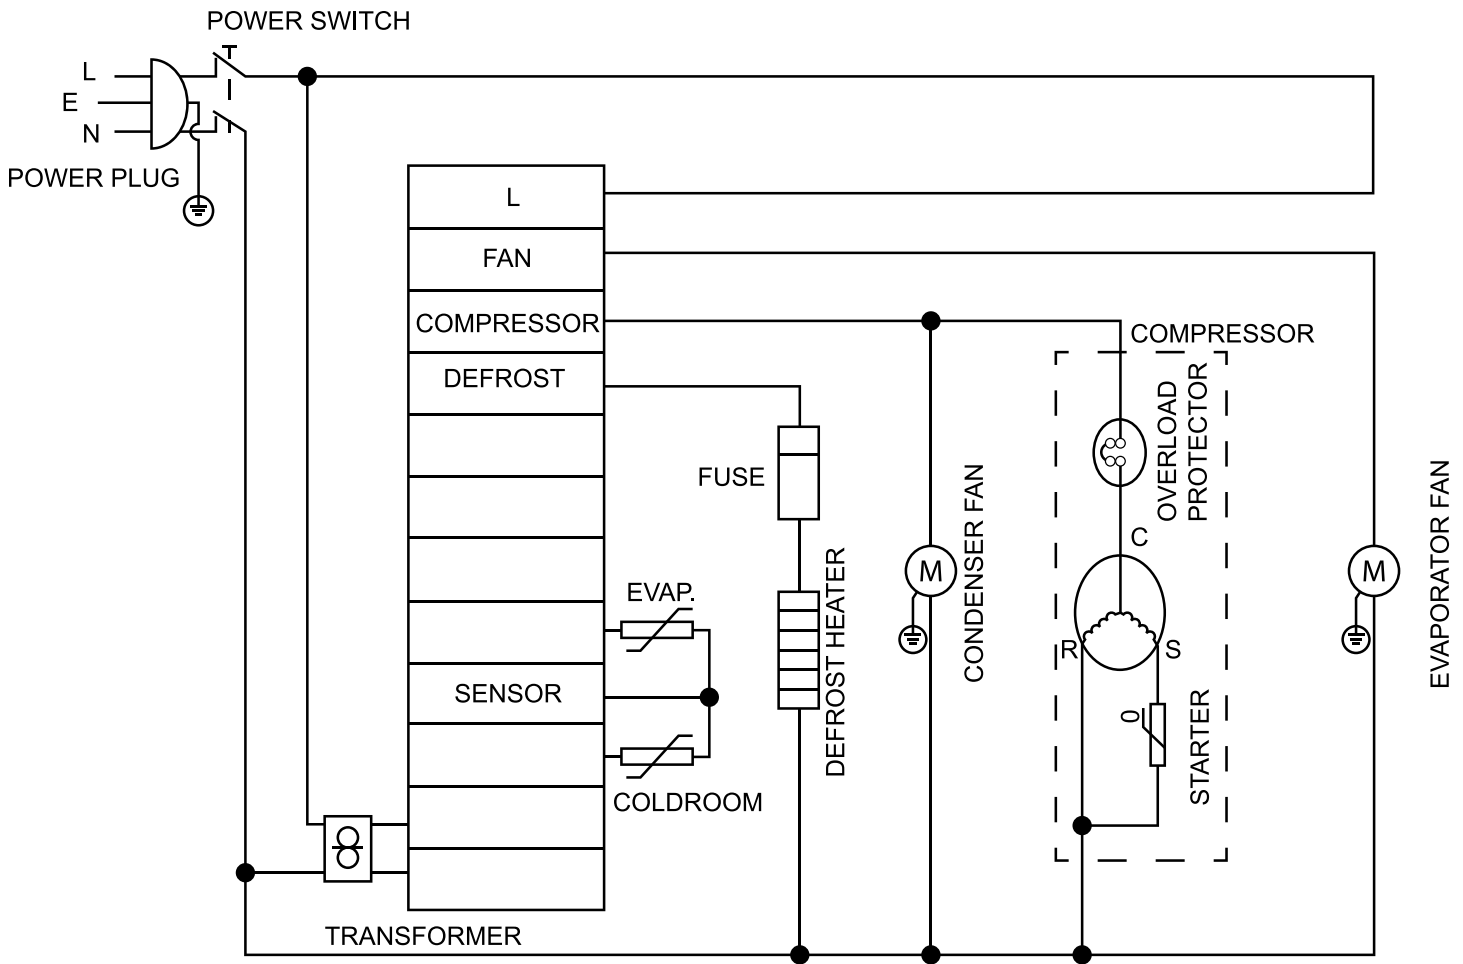 POWER SWITCH
L
E
N
POWER PLUG
L
FAN
COMPRESSOR
DEFROST
SENSOR
EVAP.
COLDROOM
TRANSFORMER
FUSE
DEFROST HEATER
M
CONDENSER FAN
COMPRESSOR
OVERLOAD
PROTECTOR
C
R
S
0
STARTER
M
EVAPORATOR FAN